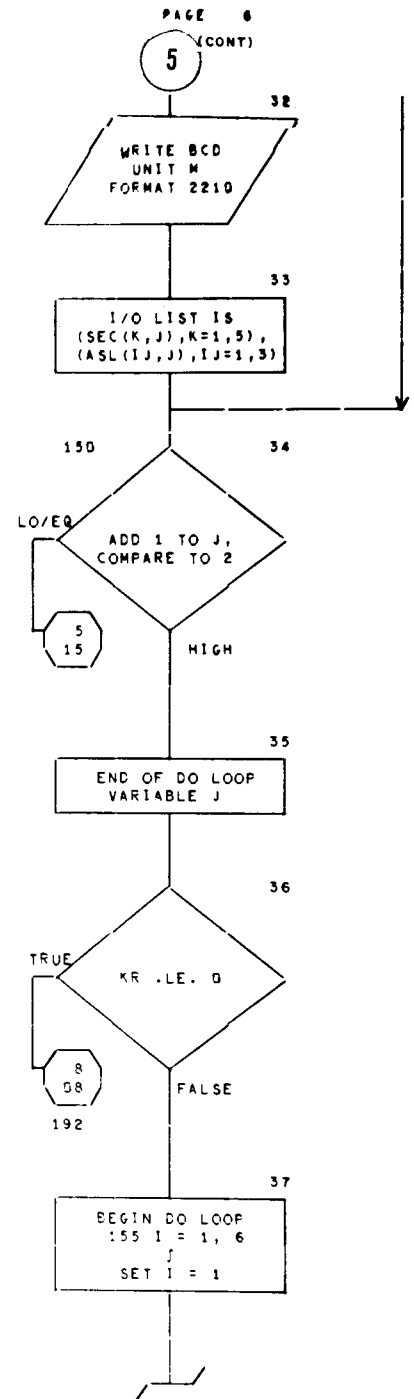 PAGE 6
(CONT)
5
32
WRITE BCD
UNIT M
FORMAT 2210
33
I/O LIST IS
(SEC(K,J),K=1,5),
(ASL(IJ,J),IJ=1,3)
150
34
LO/EQ
ADD 1 TO J,
COMPARE TO 2
5
15
HIGH
35
END OF DO LOOP
VARIABLE J
36
TRUE
KR .LE. 0
8
08
FALSE
192
37
BEGIN DO LOOP
155 I = 1, 6
SET I = 1